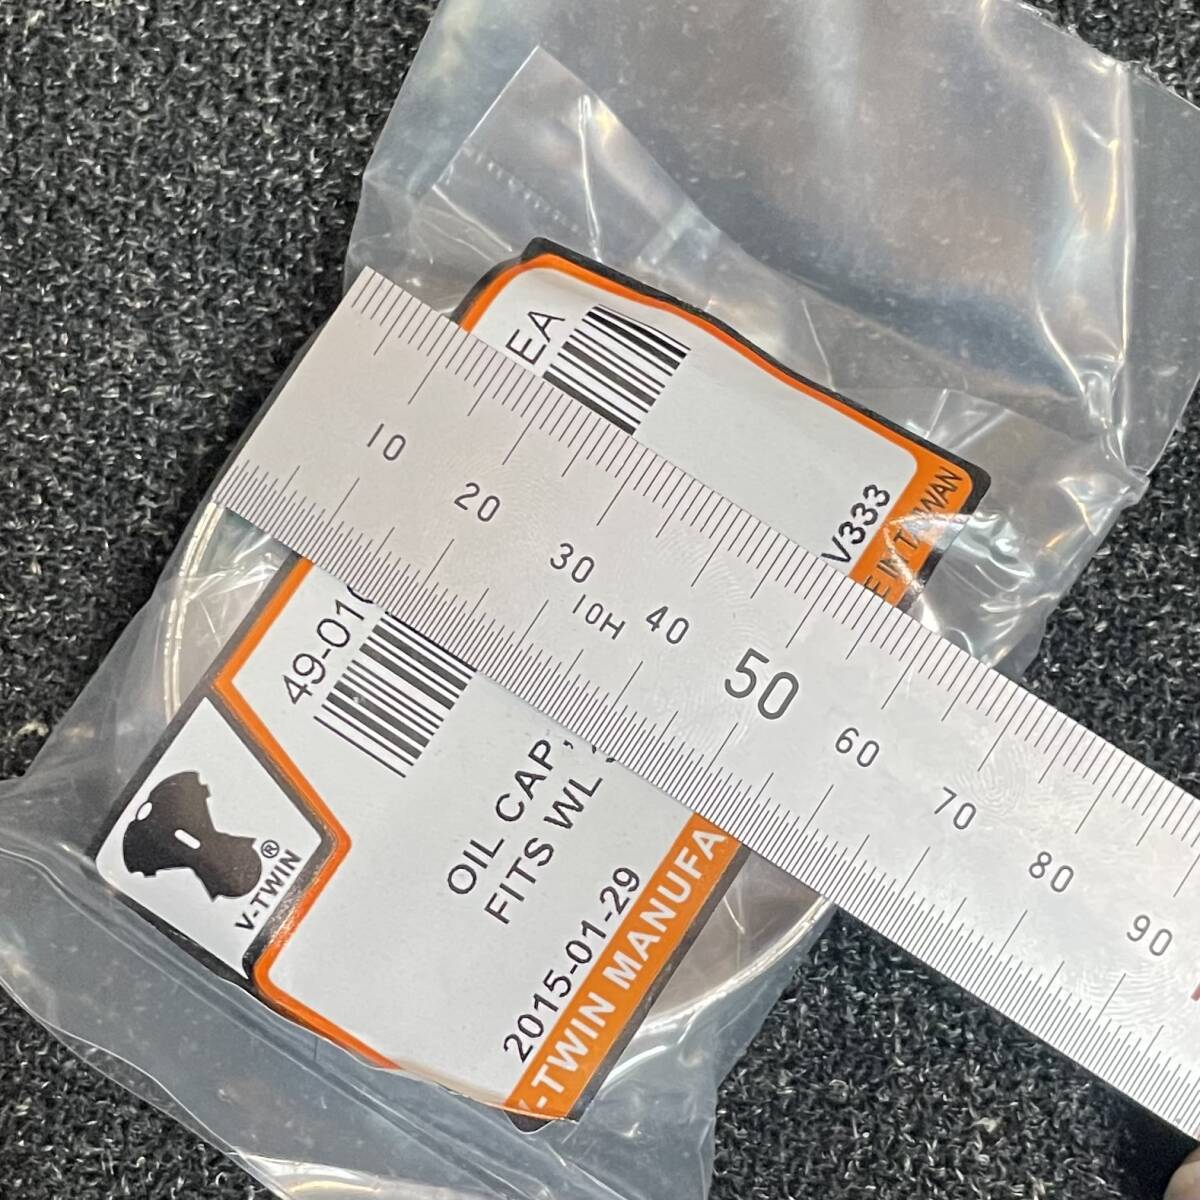 EA
V333
E IN TAIWAN
10 20 30 40 50 60 70 80 90
10H
49-01
OIL CAP,
FITS WL
2015-01-29
V-TWIN®
-TWIN MANUFA